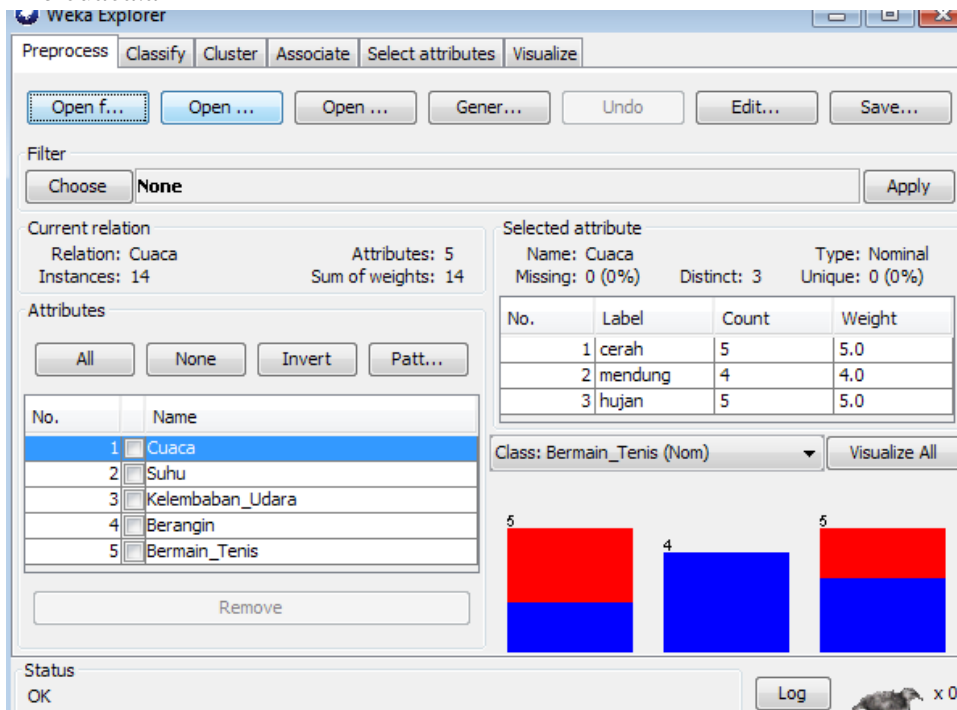 Weka Explorer
Preprocess Classify Cluster Associate Select attributes Visualize
Open f... Open ... Open ... Gener... Undo Edit... Save...
Filter
Choose None Apply
Current relation
Relation: Cuaca Attributes: 5
Instances: 14 Sum of weights: 14
Attributes
All None Invert Patt...
No. Name
1 Cuaca
2 Suhu
3 Kelembaban_Udara
4 Berangin
5 Bermain_Tenis
Remove
Selected attribute
Name: Cuaca Type: Nominal
Missing: 0 (0%) Distinct: 3 Unique: 0 (0%)
No. Label Count Weight
1 cerah 5 5.0
2 mendung 4 4.0
3 hujan 5 5.0
Class: Bermain_Tenis (Nom) Visualize All
5 4 5
Status
OK Log x 0